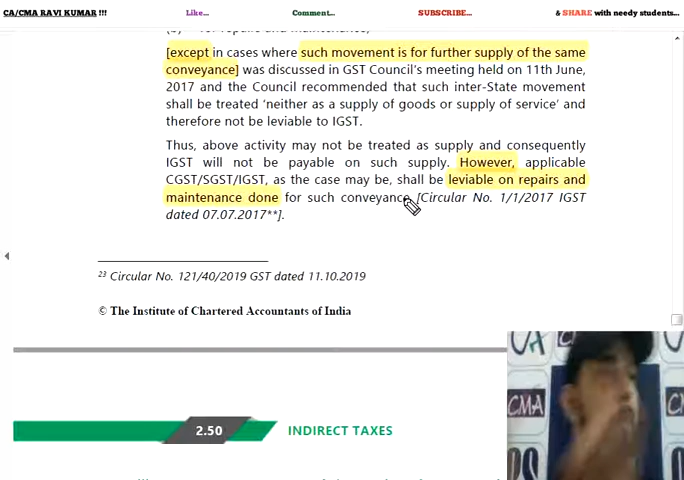 CA/CMA RAVI KUMAR !!!
Like...
Comment...
SUBSCRIBE...
& SHARE with needy students...
[except in cases where such movement is for further supply of the same
conveyance] was discussed in GST Council's meeting held on 11th June,
2017 and the Council recommended that such inter-State movement
shall be treated 'neither as a supply of goods or supply of service' and
therefore not be leviable to IGST.
Thus, above activity may not be treated as supply and consequently
IGST will not be payable on such supply. However, applicable
CGST/SGST/IGST, as the case may be, shall be leviable on repairs and
maintenance done for such conveyance [Circular No. 1/1/2017 IGST
dated 07.07.2017**].
23 Circular No. 121/40/2019 GST dated 11.10.2019
© The Institute of Chartered Accountants of India
CA
CMA
2.50
INDIRECT TAXES